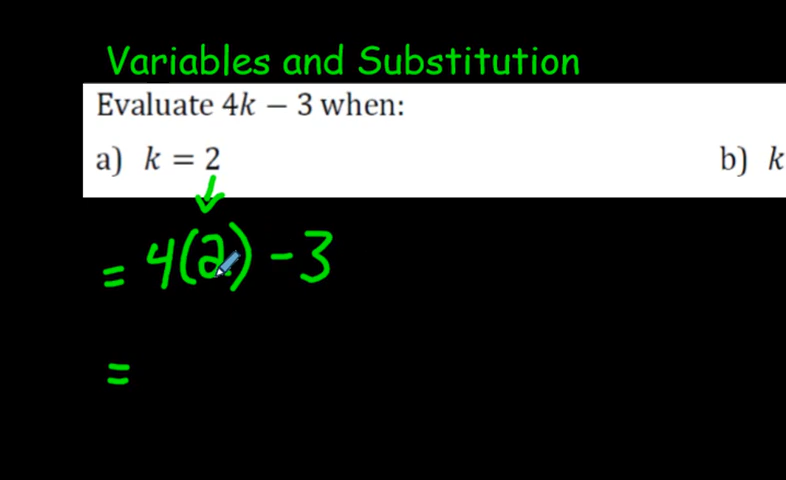 Variables and Substitution
Evaluate 4k − 3 when:
a) k = 2
b) k
= 4(2) - 3
=